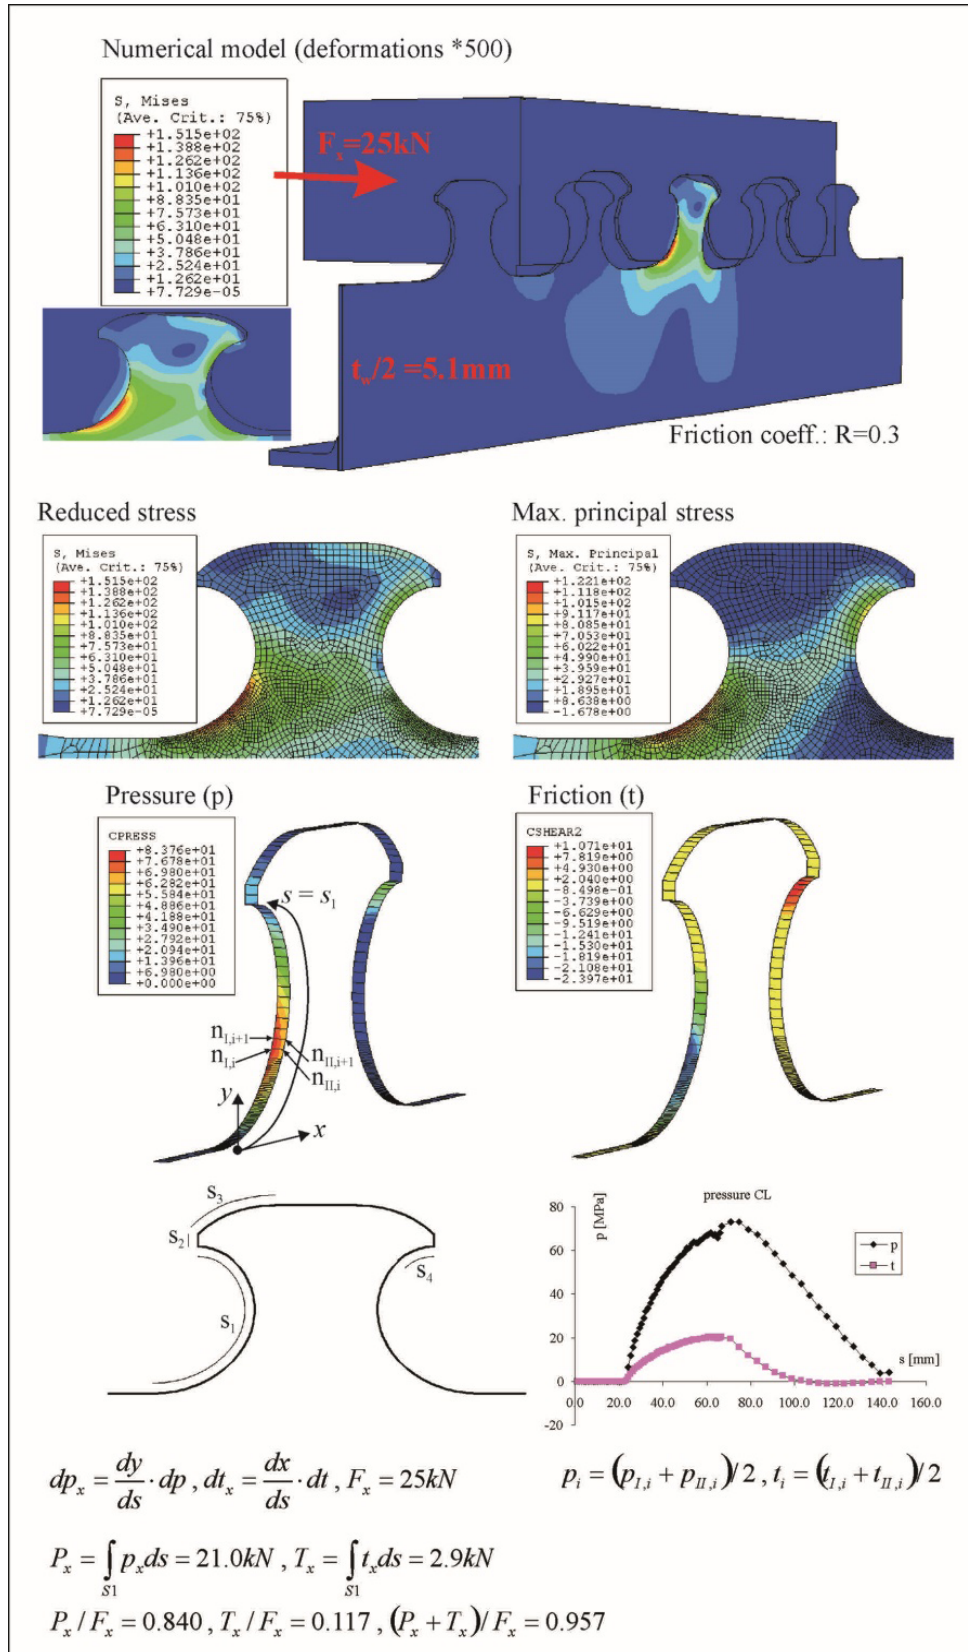 Numerical model (deformations *500)
S, Mises
(Ave. Crit.: 75%)
+1.515e+02
+1.388e+02
+1.262e+02
+1.136e+02
+1.010e+02
+8.835e+01
+7.573e+01
+6.310e+01
+5.048e+01
+3.786e+01
+2.524e+01
+1.262e+01
+7.729e-05
Fx=25kN
tw/2 =5.1mm
Friction coeff.: R=0.3
Reduced stress
S, Mises
(Ave. Crit.: 75%)
+1.515e+02
+1.388e+02
+1.262e+02
+1.136e+02
+1.010e+02
+8.835e+01
+7.573e+01
+6.310e+01
+5.048e+01
+3.786e+01
+2.524e+01
+1.262e+01
+7.729e-05
Max. principal stress
S, Max. Principal
(Ave. Crit.: 75%)
+1.221e+02
+1.118e+02
+1.015e+02
+9.117e+01
+8.085e+01
+7.053e+01
+6.022e+01
+4.990e+01
+3.959e+01
+2.927e+01
+1.895e+01
+8.638e+00
-1.678e+00
Pressure (p)
CPRESS
+8.376e+01
+7.678e+01
+6.980e+01
+6.282e+01
+5.584e+01
+4.886e+01
+4.188e+01
+3.490e+01
+2.792e+01
+2.094e+01
+1.396e+01
+6.980e+00
+0.000e+00
s = s1
nI,i+1
nI,i
nII,i+1
nII,i
y
x
Friction (t)
CSHEAR2
+1.071e+01
+7.819e+00
+4.930e+00
+2.040e+00
-8.498e-01
-3.739e+00
-6.629e+00
-9.519e+00
-1.241e+01
-1.530e+01
-1.819e+01
-2.108e+01
-2.397e+01
s3
s2
s4
s1
pressure CL
p [MPa]
80
60
40
20
0
-20
p
t
s [mm]
0.0 20.0 40.0 60.0 80.0 100.0 120.0 140.0 160.0
dpx = dy/ds · dp , dtx = dx/ds · dt , Fx = 25kN
pi = (pI,i + pII,i)/2 , ti = (tI,i + tII,i)/2
Px = ∫S1 pxds = 21.0kN , Tx = ∫S1 txds = 2.9kN
Px / Fx = 0.840 , Tx / Fx = 0.117 , (Px + Tx)/ Fx = 0.957